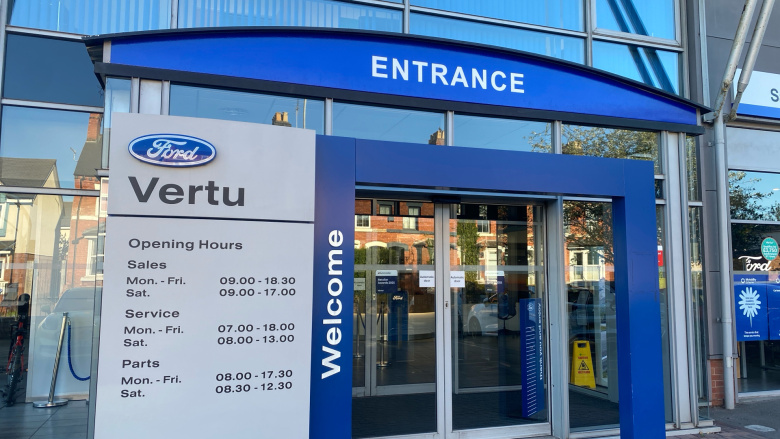 ENTRANCE
Ford
Vertu
Opening Hours
Sales
Mon. - Fri. 09.00 - 18.30
Sat. 09.00 - 17.00
Service
Mon. - Fri. 07.00 - 18.00
Sat. 08.00 - 13.00
Parts
Mon. - Fri. 08.00 - 17.30
Sat. 08.30 - 12.30
Welcome
S
Ford